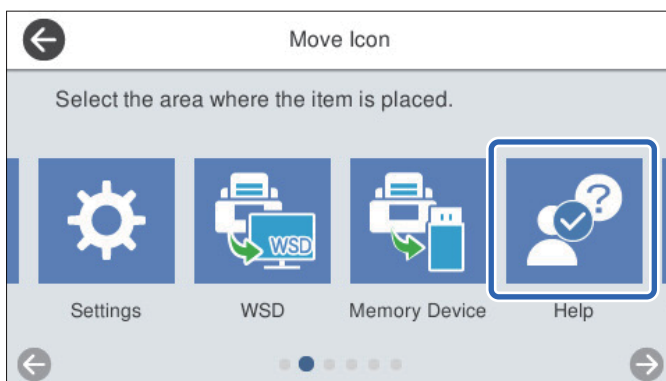 Move Icon
Select the area where the item is placed.
WSD
?
Settings
WSD
Memory Device
Help